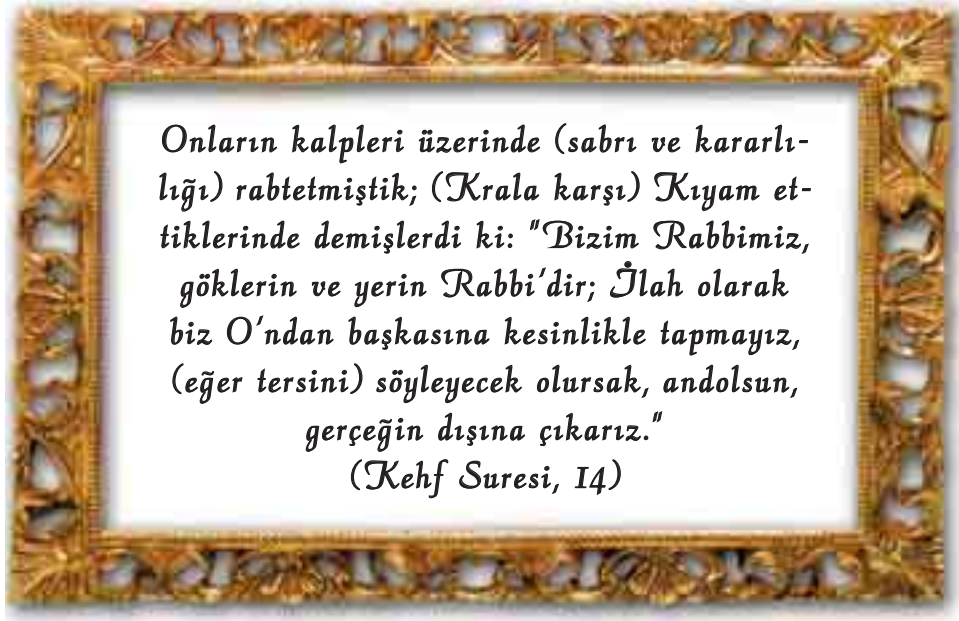 Onların kalpleri üzerinde (sabrı ve kararlı-
lığı) rabtetmiştik; (Krala karşı) Kıyam et-
tiklerinde demişlerdi ki: "Bizim Rabbimiz,
göklerin ve yerin Rabbi'dir; İlah olarak
biz O'ndan başkasına kesinlikle tapmayız,
(eğer tersini) söyleyecek olursak, andolsun,
gerçeğin dışına çıkarız."
(Kehf Suresi, 14)